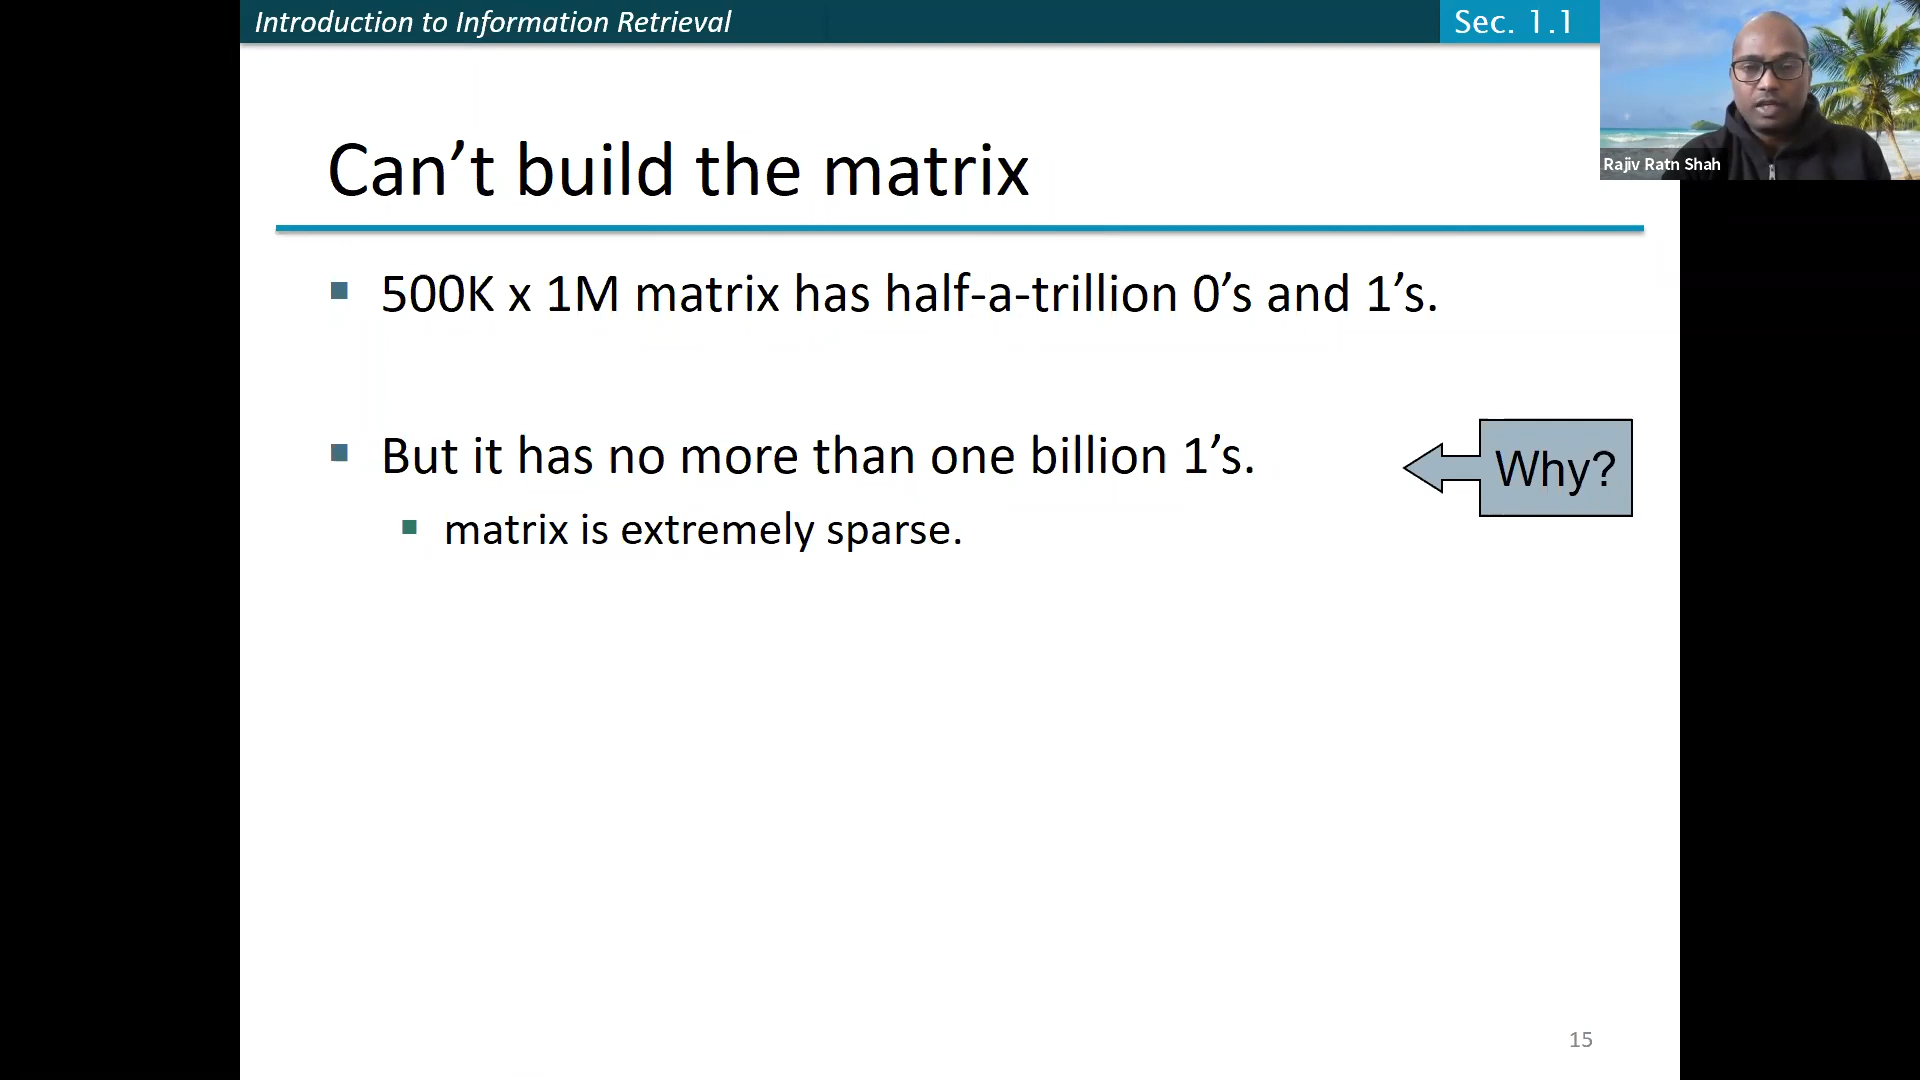 Introduction to Information Retrieval
Sec. 1.1
Rajiv Ratn Shah
Can’t build the matrix
500K x 1M matrix has half-a-trillion 0’s and 1’s.
But it has no more than one billion 1’s.
Why?
matrix is extremely sparse.
15